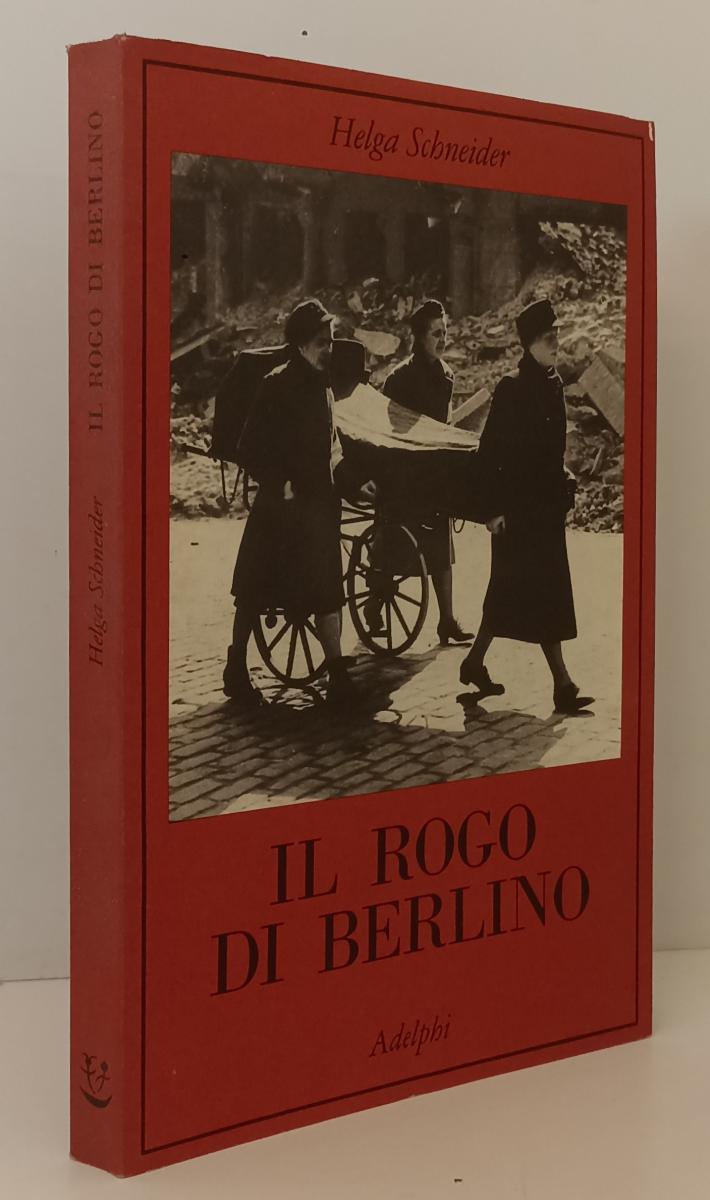 Helga Schneider
IL ROGO
DI BERLINO
Adelphi
Helga Schneider IL ROGO DI BERLINO